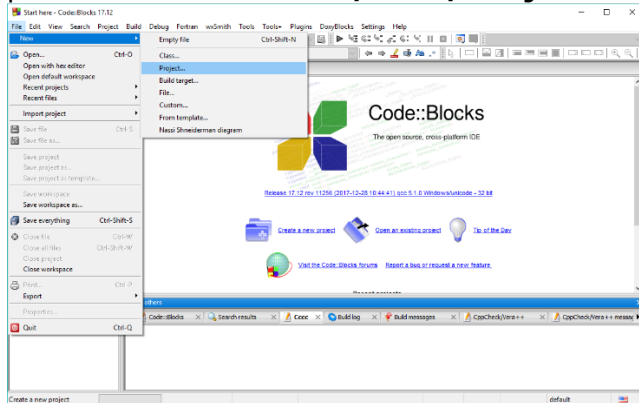 Start here - Code::Blocks 17.12
File Edit View Search Project Build Debug Fortran wxSmith Tools Tools+ Plugins DoxyBlocks Settings Help
New
Empty file Ctrl-Shift-N
Class...
Project...
Build target...
File...
Custom...
From template...
Nassi Shneiderman diagram
Open... Ctrl-O
Open with hex editor
Open default workspace
Recent projects
Recent files
Import project
Save file Ctrl-S
Save file as...
Save project
Save project as...
Save project as template...
Save workspace
Save workspace as...
Save everything Ctrl-Shift-S
Close file Ctrl-W
Close all files Ctrl-Shift-W
Close project
Close workspace
Print... Ctrl-P
Export
Properties...
Quit Ctrl-Q
Code::Blocks
The open source, cross-platform IDE
Release 17.12 rev 11256 (2017-12-28 10:44:41) gcc 5.1.0 Windows/unicode - 32 bit
Create a new project Open an existing project Tip of the Day
Visit the Code::Blocks forums Report a bug or request a new feature
others
Code::Blocks Search results Cccc Build log Build messages CppCheck/Vera++ CppCheck/Vera++ messag
Create a new project default